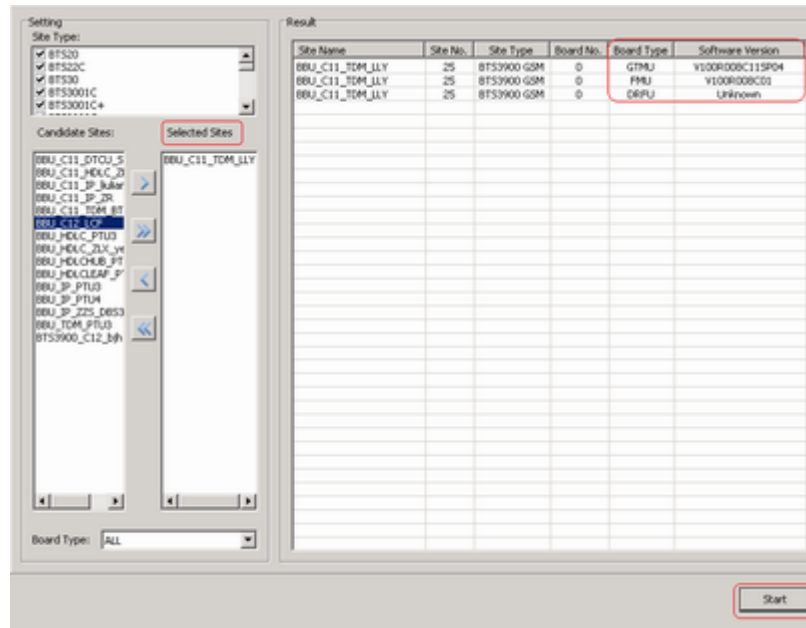 Setting
Site Type:
BTS20
BTS22C
BTS30
BTS3001C
BTS3001C+
Candidate Sites:
Selected Sites
BBU_C11_DTCU_S
BBU_C11_HDLC_ZI
BBU_C11_IP_liukar
BBU_C11_IP_ZR
BBU_C11_TDM_BT
BBU_C12_LCF
BBU_HDLC_PTU3
BBU_HDLC_ZLX_ye
BBU_HDLCHUB_PT
BBU_HDLCLEAF_P
BBU_IP_PTU3
BBU_IP_PTU4
BBU_IP_ZZS_DBS3
BBU_TDM_PTU3
BTS3900_C12_bjh
BBU_C11_TDM_LLY
Board Type: ALL
Result
Site Name Site No. Site Type Board No. Board Type Software Version
BBU_C11_TDM_LLY 25 BTS3900 GSM 0 GTMU V100R008C11SP04
BBU_C11_TDM_LLY 25 BTS3900 GSM 0 FMU V100R008C01
BBU_C11_TDM_LLY 25 BTS3900 GSM 0 DRFU Unknown
Start